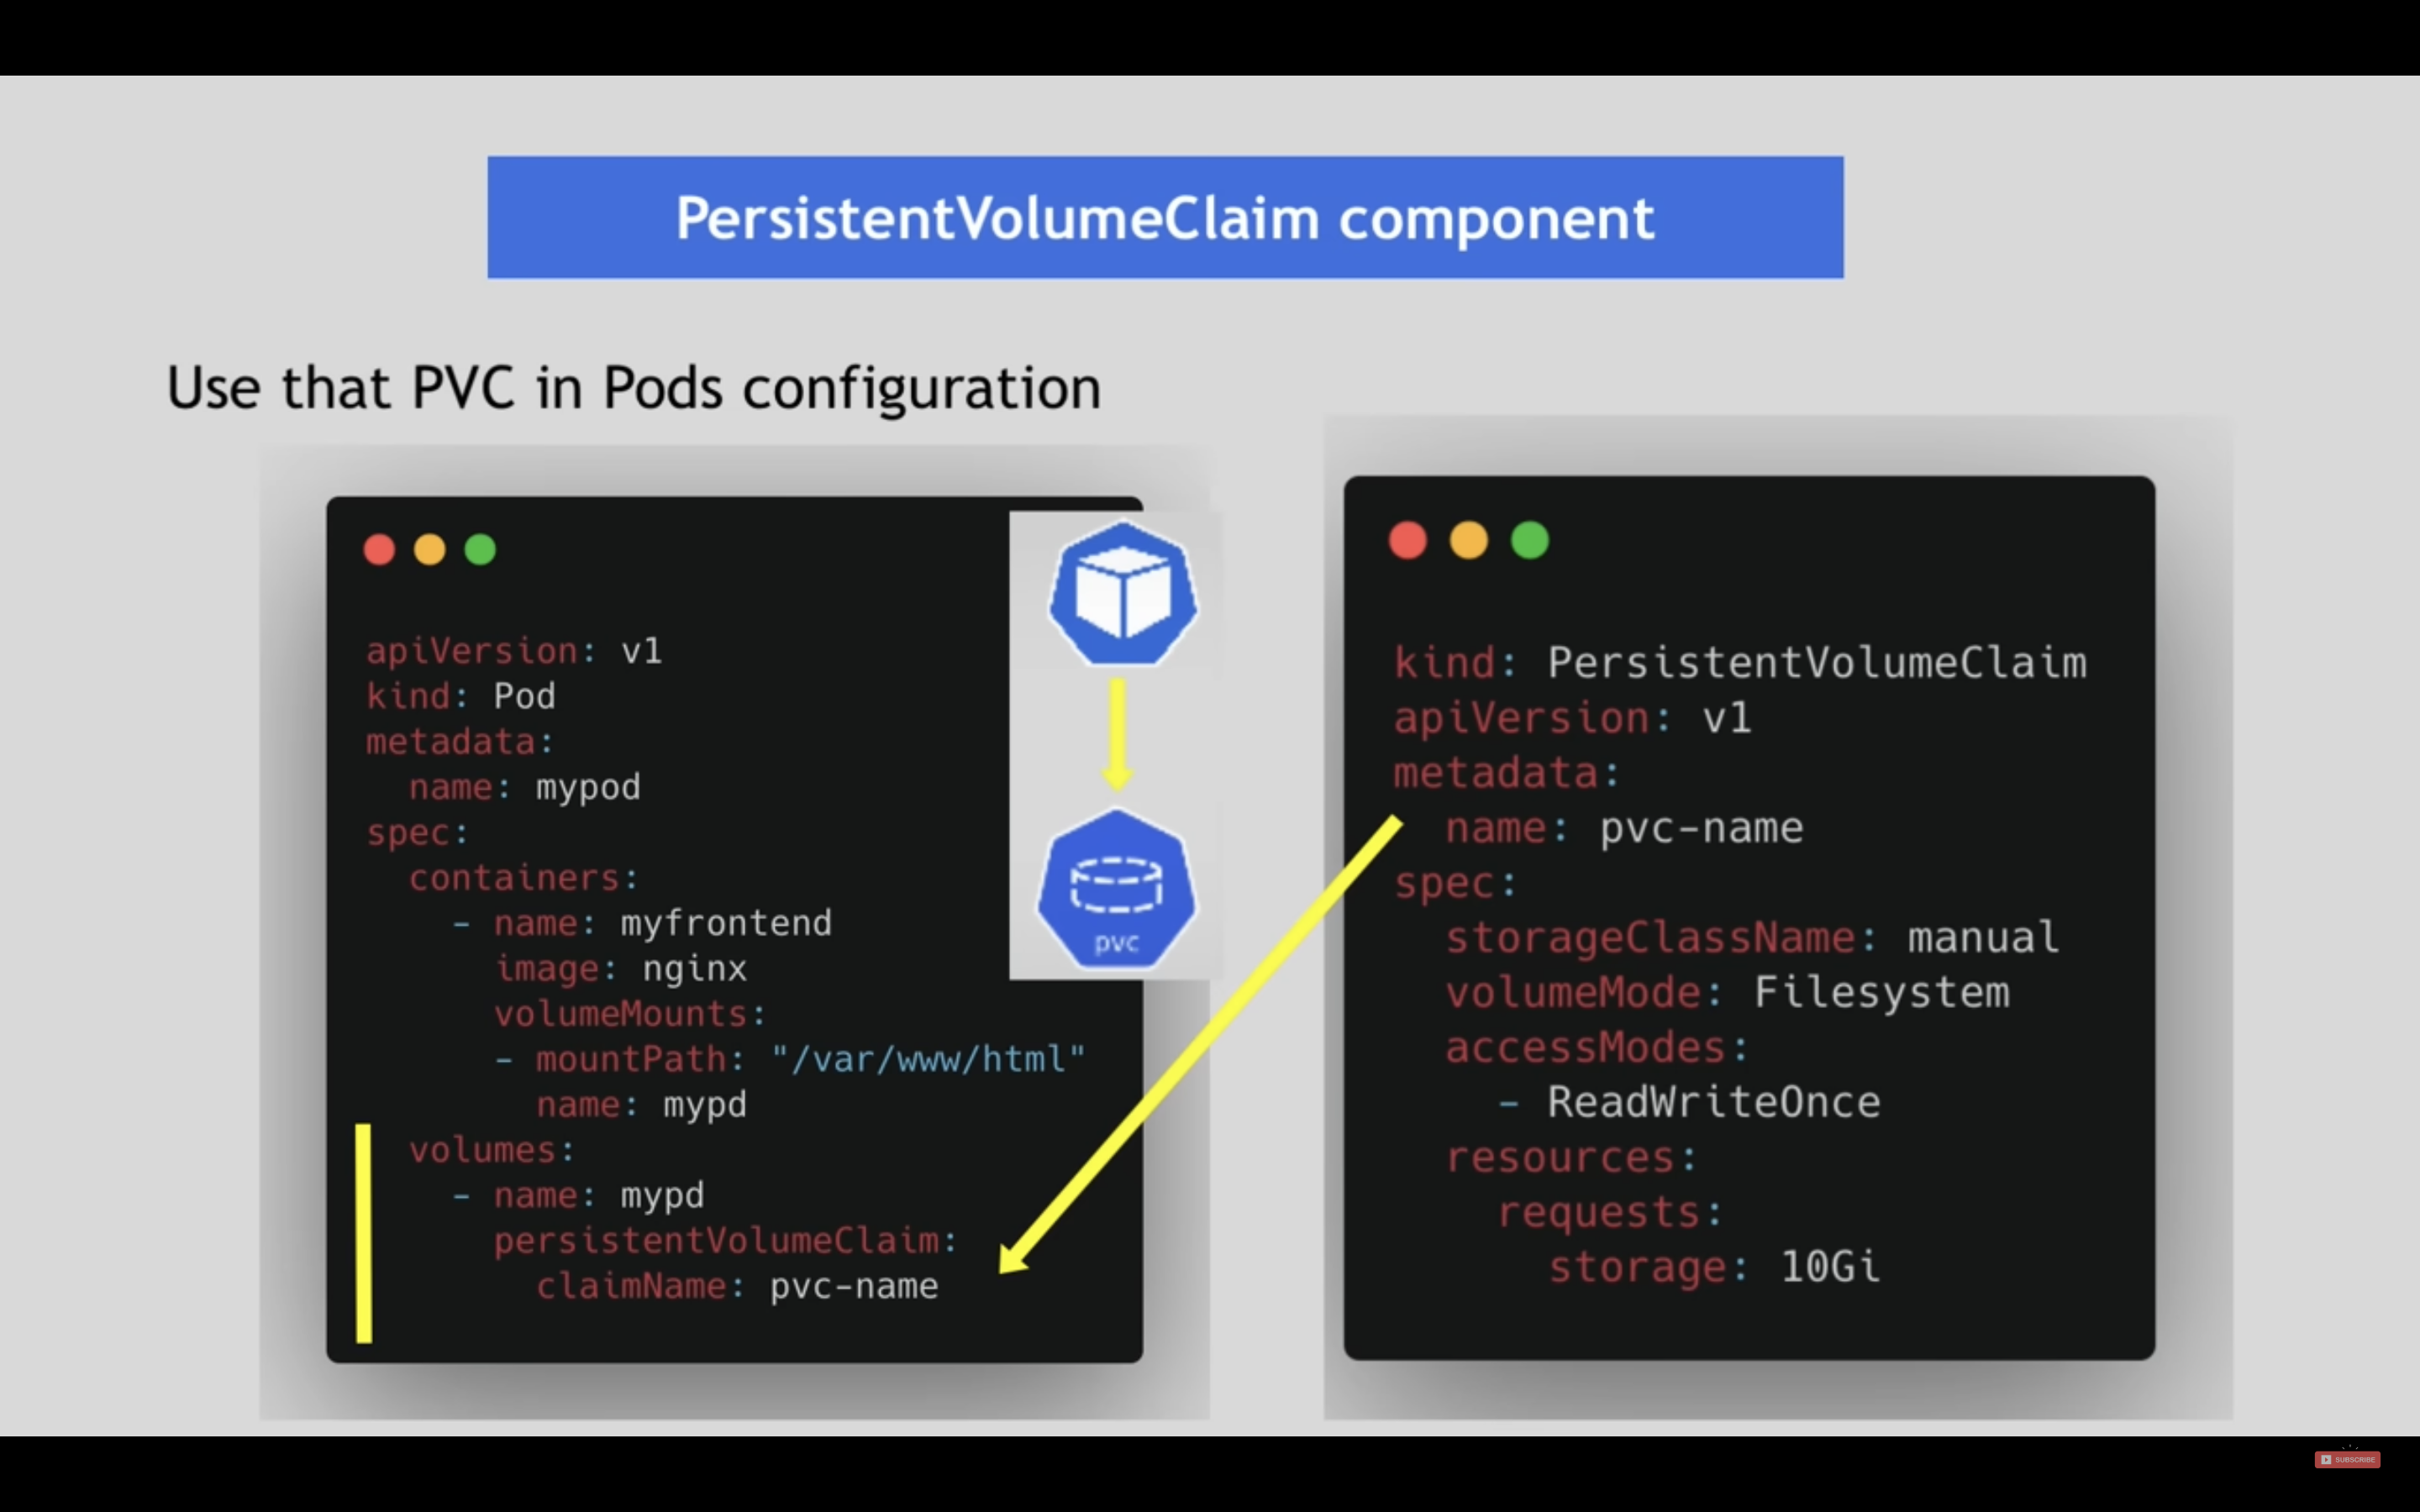 PersistentVolumeClaim component
Use that PVC in Pods configuration
apiVersion: v1
kind: Pod
metadata:
  name: mypod
spec:
  containers:
    - name: myfrontend
      image: nginx
      volumeMounts:
      - mountPath: "/var/www/html"
        name: mypd
  volumes:
    - name: mypd
      persistentVolumeClaim:
        claimName: pvc-name
pvc
kind: PersistentVolumeClaim
apiVersion: v1
metadata:
  name: pvc-name
spec:
  storageClassName: manual
  volumeMode: Filesystem
  accessModes:
    - ReadWriteOnce
  resources:
    requests:
      storage: 10Gi
SUBSCRIBE